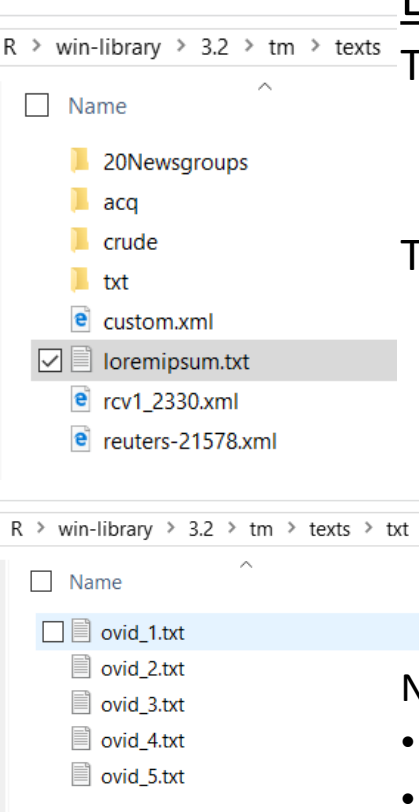 R > win-library > 3.2 > tm > texts
T
Name
20Newsgroups
acq
crude
txt
custom.xml
T
loremipsum.txt
rcv1_2330.xml
reuters-21578.xml
R > win-library > 3.2 > tm > texts > txt
Name
ovid_1.txt
ovid_2.txt
ovid_3.txt
N
ovid_4.txt
•
ovid_5.txt
•